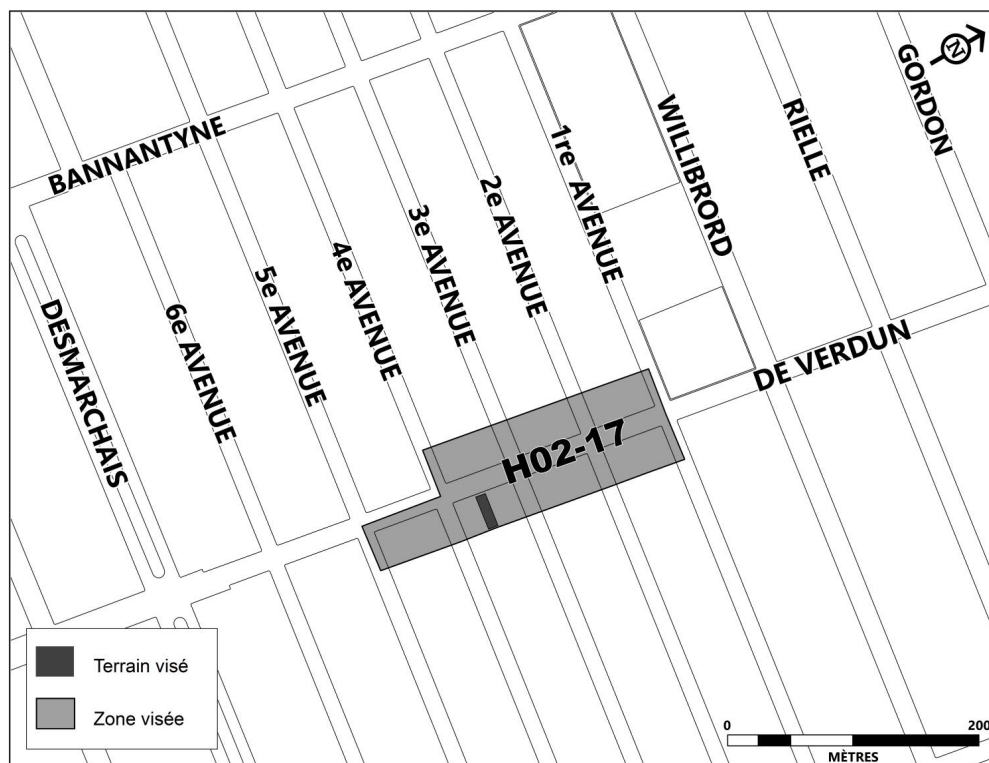 BANNANTYNE
DESMARCHAIS
6e AVENUE
5e AVENUE
4e AVENUE
3e AVENUE
2e AVENUE
1re AVENUE
WILLIBRORD
RIELLE
GORDON
N
DE VERDUN
H02-17
Terrain visé
Zone visée
0 200
MÈTRES